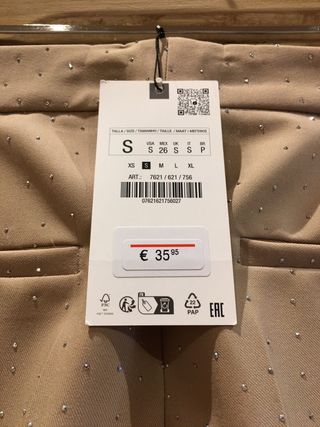 TALLA / SIZE / TAMANHO / TAILLE / MAAT / ΜΕΓΕΘΟΣ
S USA S MEX 26 UK S IT S BR P
XS S M L XL
ART.: 7621 / 621 / 756
07621621756027
€ 35 95
FSC 22 PAP EAC